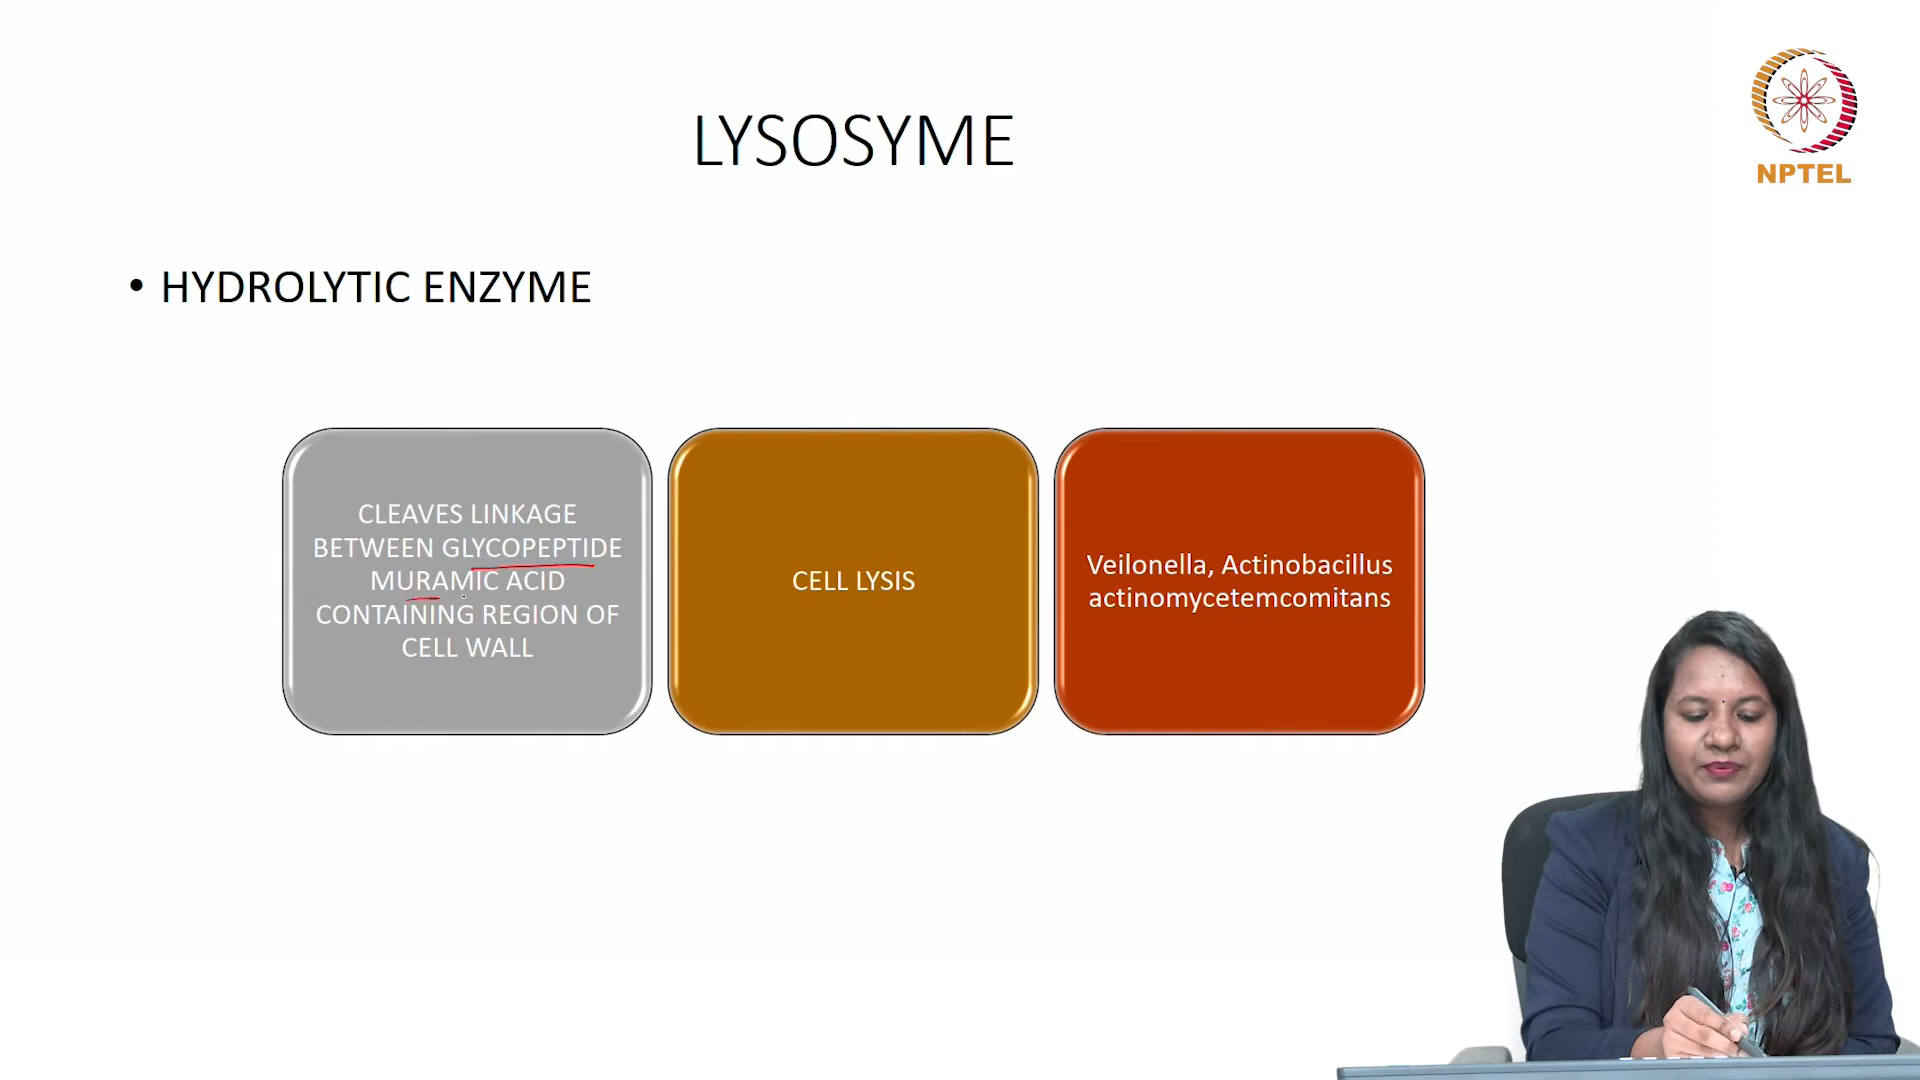 LYSOSYME
NPTEL
• HYDROLYTIC ENZYME
CLEAVES LINKAGE
BETWEEN GLYCOPEPTIDE
MURAMIC ACID
CONTAINING REGION OF
CELL WALL
CELL LYSIS
Veilonella, Actinobacillus
actinomycetemcomitans